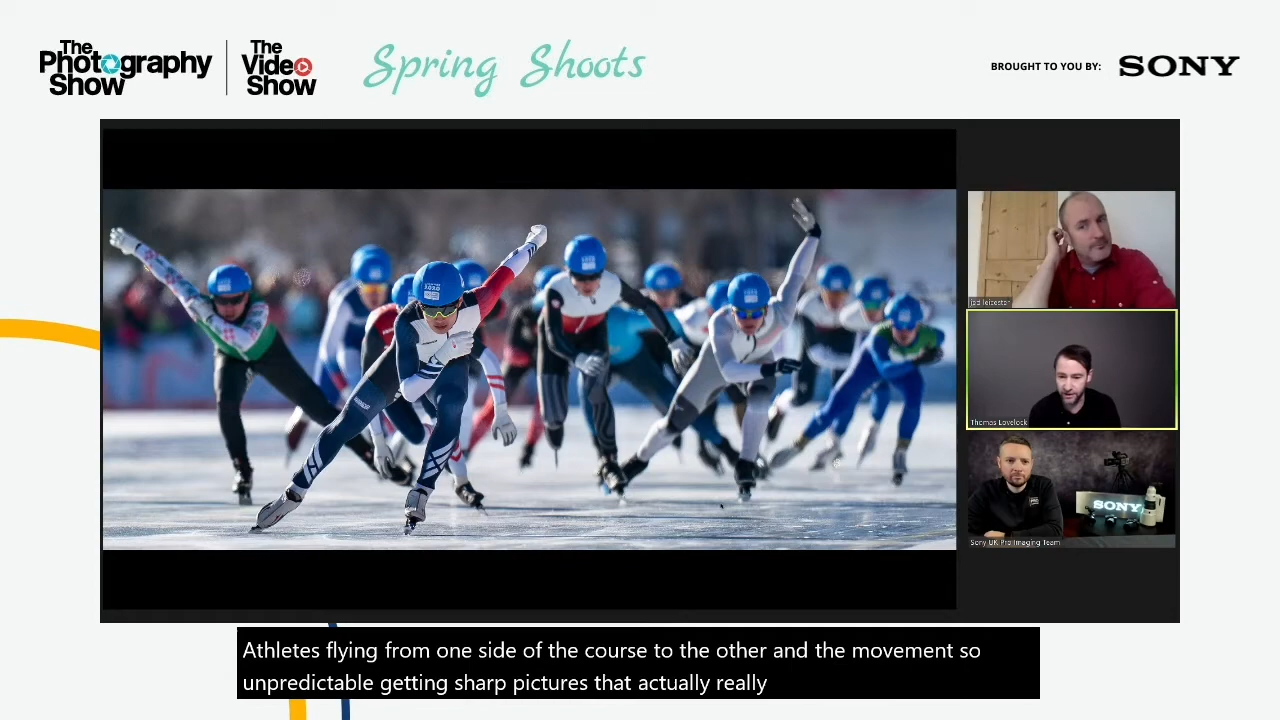 The
Photography
Show
The
Video
Show
Spring Shoots
BROUGHT TO YOU BY: SONY
jed leicester
Thomas Lovelock
SONY
Sony UK Pro Imaging Team
Athletes flying from one side of the course to the other and the movement so
unpredictable getting sharp pictures that actually really